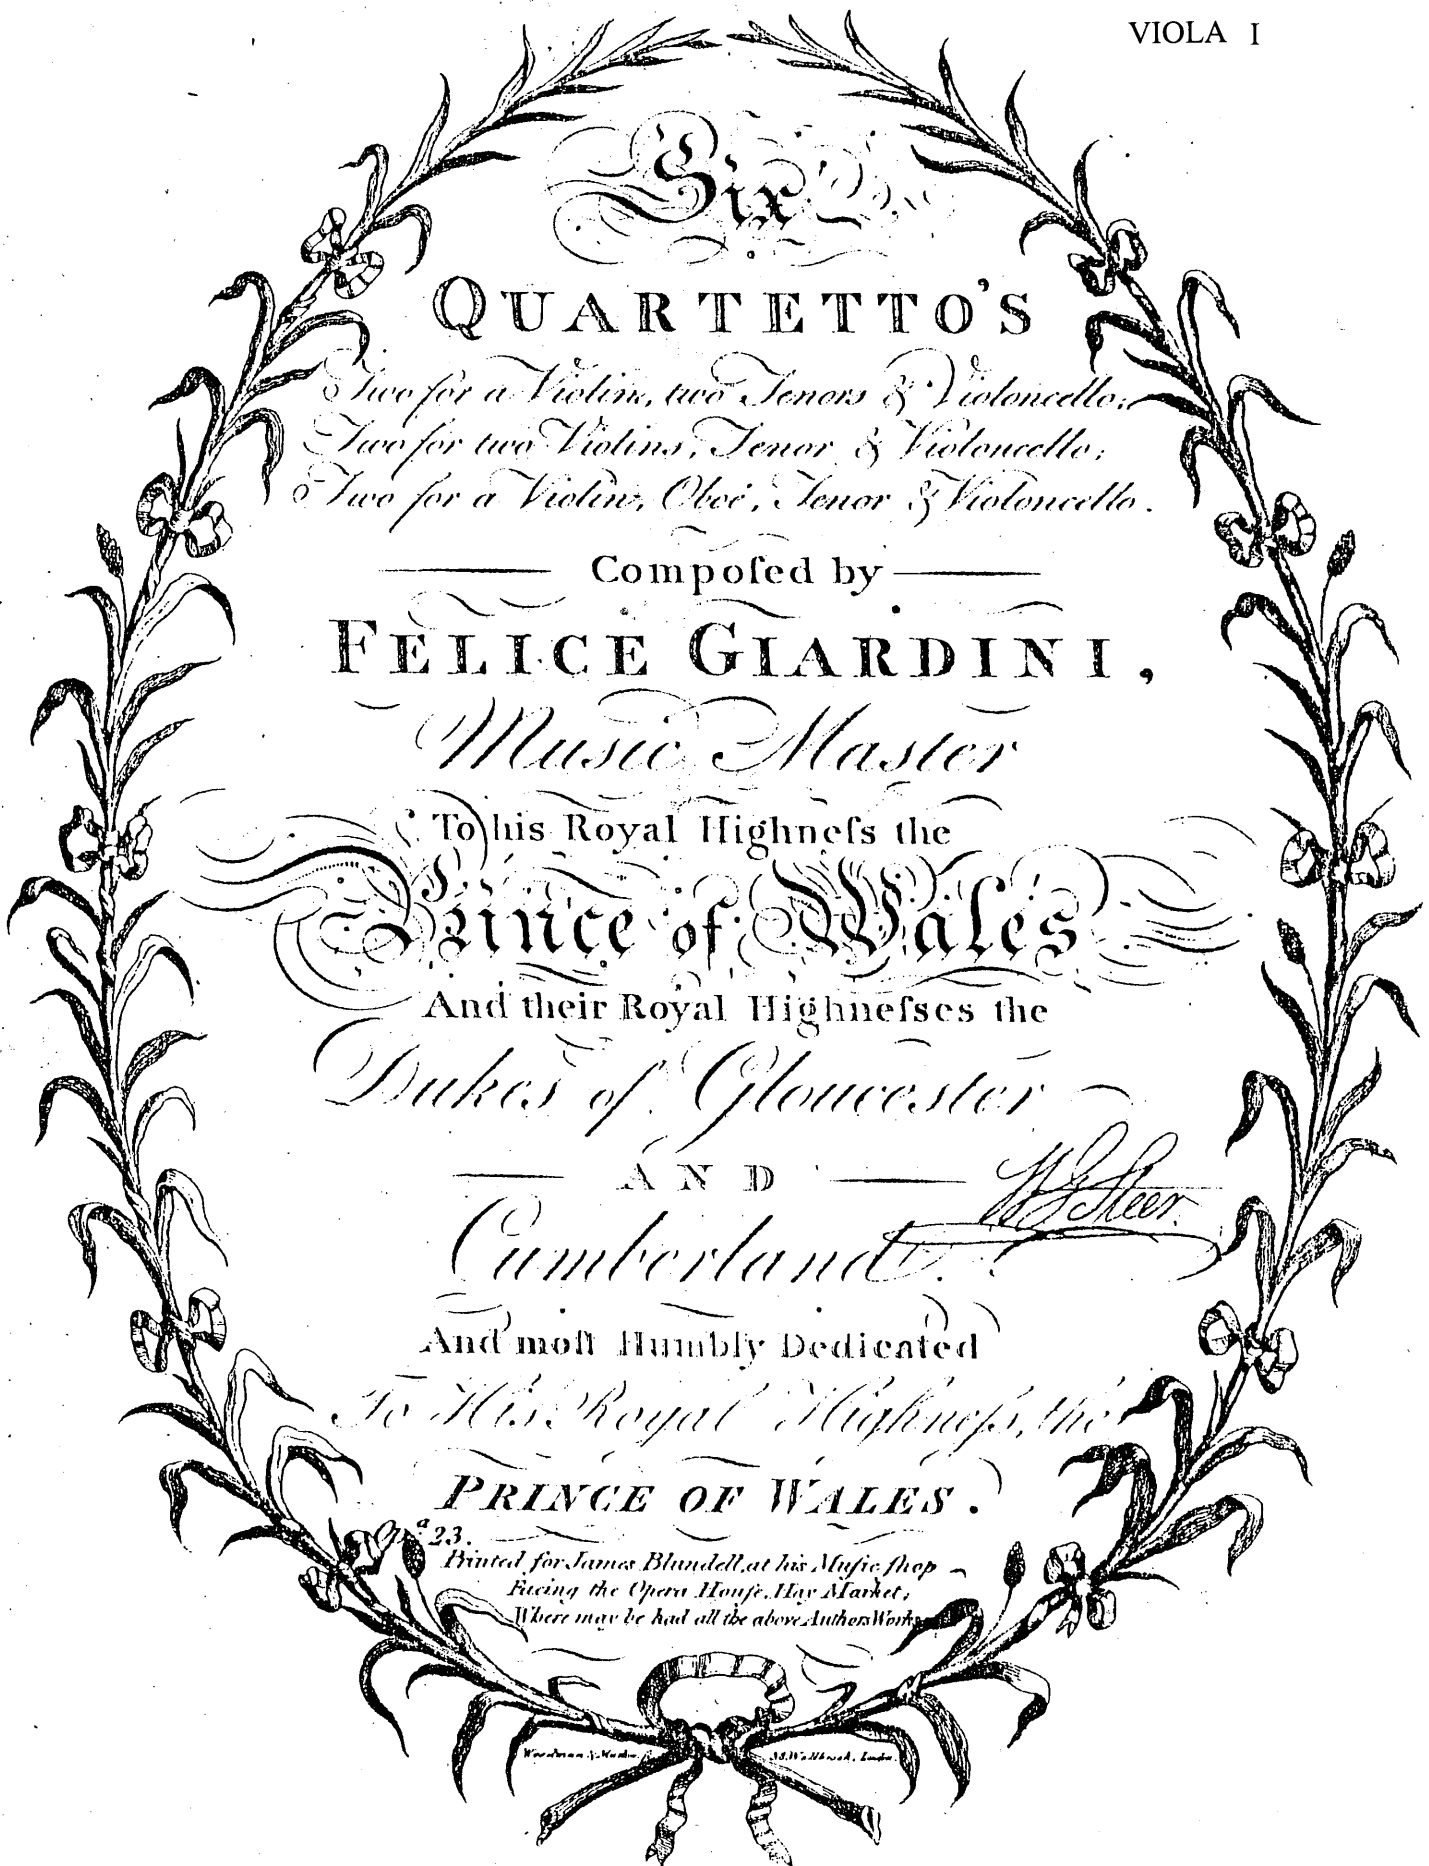 VIOLA I
Six
QUARTETTO'S
Two for a Violin, two Tenors & Violoncello;
Two for two Violins, Tenor & Violoncello;
Two for a Violin, Oboe, Tenor & Violoncello.
Compoſed by
FELICE GIARDINI,
Music Master
To his Royal Highneſs the
Prince of Wales
And their Royal Highneſses the
Dukes of Gloucester
AND
W G Steer
Cumberland.
And moſt Humbly Dedicated
To His Royal Highneſs, the
PRINCE OF WALES.
Opᵃ 23.
Printed for James Blundell, at his Muſic ſhop
Facing the Opera Houſe, Hay Market;
Where may be had all the above Authors Works
Woodman &
Walbrook, London.